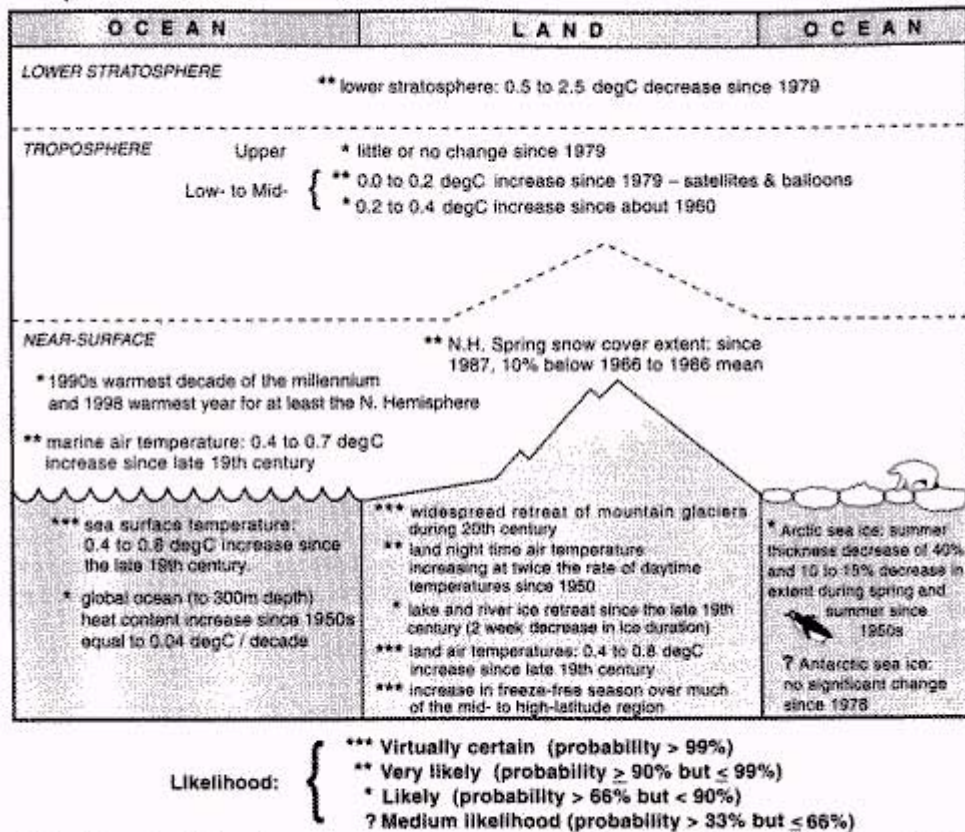 OCEAN LAND OCEAN
LOWER STRATOSPHERE
** lower stratosphere: 0.5 to 2.5 degC decrease since 1979
TROPOSPHERE Upper * little or no change since 1979
Low- to Mid- { ** 0.0 to 0.2 degC increase since 1979 – satellites & balloons
* 0.2 to 0.4 degC increase since about 1960
NEAR-SURFACE
** N.H. Spring snow cover extent: since
1987, 10% below 1966 to 1986 mean
* 1990s warmest decade of the millennium
and 1998 warmest year for at least the N. Hemisphere
** marine air temperature: 0.4 to 0.7 degC
increase since late 19th century
*** sea surface temperature:
0.4 to 0.8 degC increase since
the late 19th century.
* global ocean (to 300m depth)
heat content increase since 1950s
equal to 0.04 degC / decade
*** widespread retreat of mountain glaciers
during 20th century
** land night time air temperature
increasing at twice the rate of daytime
temperatures since 1950
* lake and river ice retreat since the late 19th
century (2 week decrease in ice duration)
*** land air temperatures: 0.4 to 0.8 degC
increase since late 19th century
*** increase in freeze-free season over much
of the mid- to high-latitude region
* Arctic sea ice: summer
thickness decrease of 40%
and 10 to 15% decrease in
extent during spring and
summer since
1950s
? Antarctic sea ice:
no significant change
since 1978
Likelihood: { *** Virtually certain (probability > 99%)
** Very likely (probability ≥ 90% but ≤ 99%)
* Likely (probability > 66% but < 90%)
? Medium likelihood (probability > 33% but ≤ 66%)